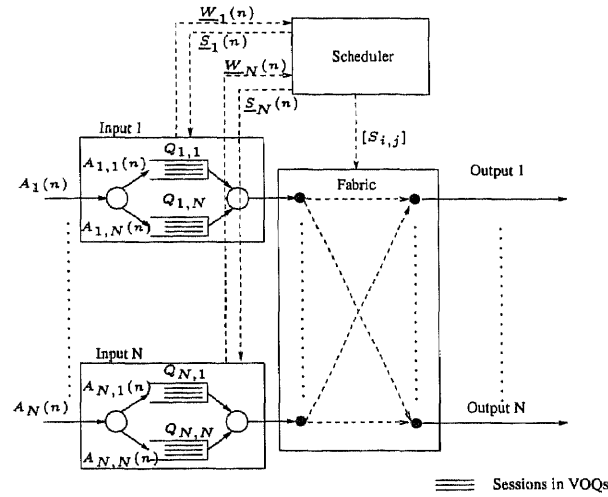 W_1(n)
S_1(n)
W_N(n)
S_N(n)
Scheduler
[S_{i,j}]
Input 1
A_1(n)
A_{1,1}(n)
Q_{1,1}
Q_{1,N}
A_{1,N}(n)
Fabric
Output 1
Input N
A_N(n)
A_{N,1}(n)
Q_{N,1}
Q_{N,N}
A_{N,N}(n)
Output N
Sessions in VOQs